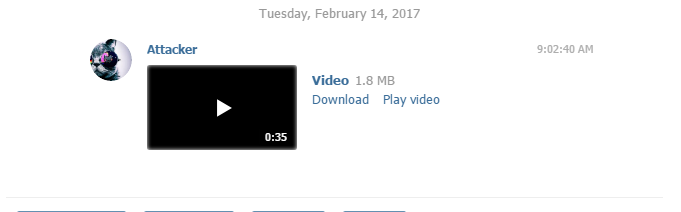 Tuesday, February 14, 2017
Attacker 9:02:40 AM
Video 1.8 MB
Download Play video
0:35